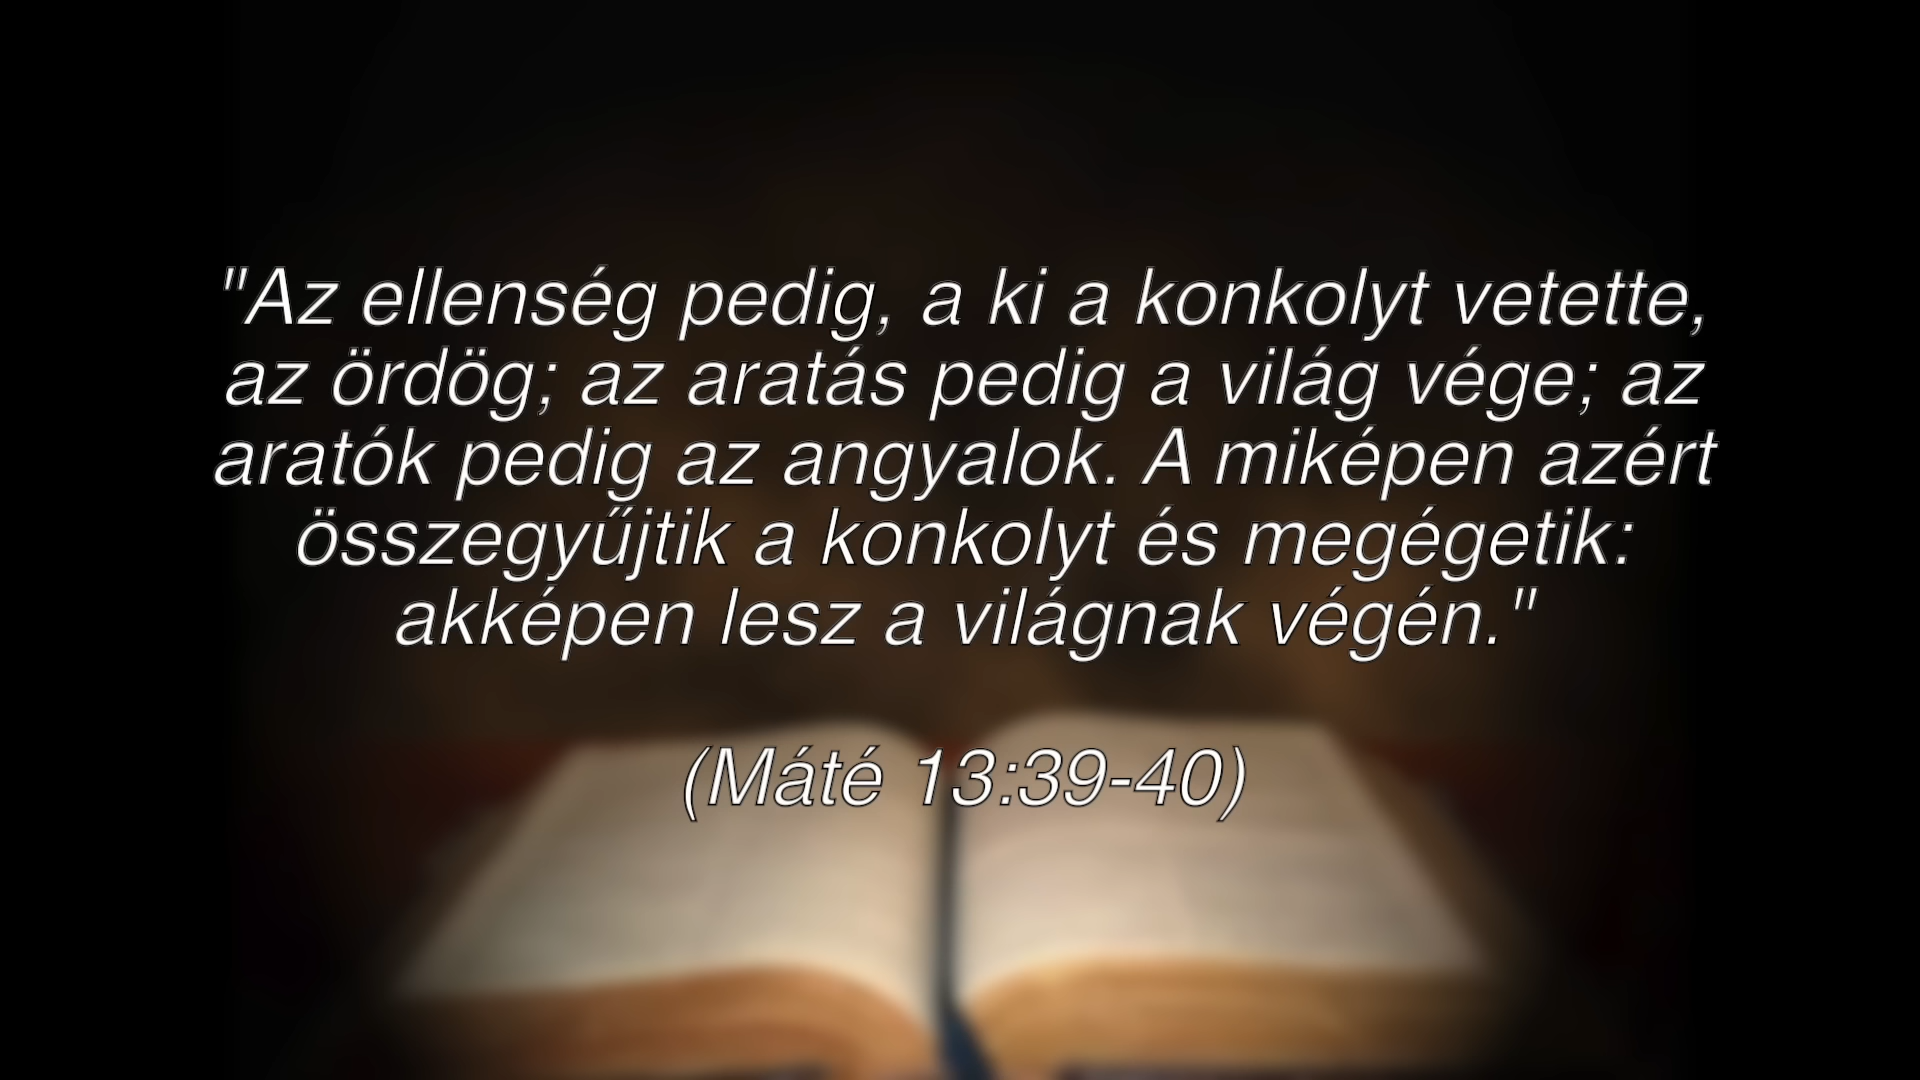 "Az ellenség pedig, a ki a konkolyt vetette,
az ördög; az aratás pedig a világ vége; az
aratók pedig az angyalok. A miképen azért
összegyűjtik a konkolyt és megégetik:
akképen lesz a világnak végén."
(Máté 13:39-40)